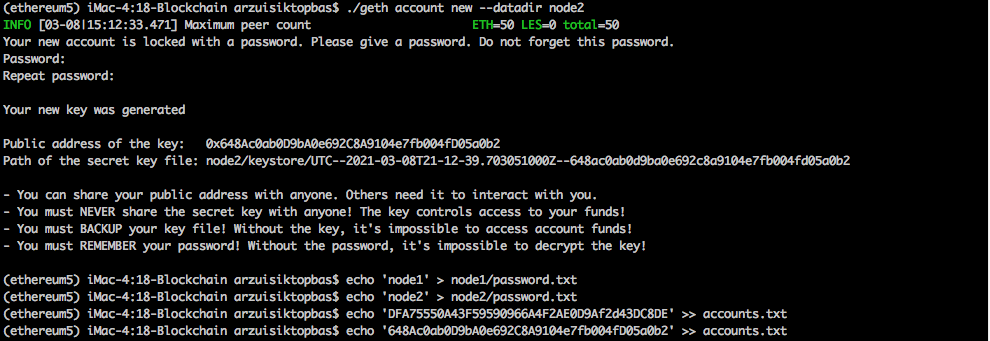 (ethereum5) iMac-4:18-Blockchain arzuisiktopbas$ ./geth account new --datadir node2
INFO [03-08|15:12:33.471] Maximum peer count ETH=50 LES=0 total=50
Your new account is locked with a password. Please give a password. Do not forget this password.
Password:
Repeat password:
Your new key was generated
Public address of the key: 0x648Ac0ab0D9bA0e692C8A9104e7fb004fD05a0b2
Path of the secret key file: node2/keystore/UTC--2021-03-08T21-12-39.703051000Z--648ac0ab0d9ba0e692c8a9104e7fb004fd05a0b2
- You can share your public address with anyone. Others need it to interact with you.
- You must NEVER share the secret key with anyone! The key controls access to your funds!
- You must BACKUP your key file! Without the key, it's impossible to access account funds!
- You must REMEMBER your password! Without the password, it's impossible to decrypt the key!
(ethereum5) iMac-4:18-Blockchain arzuisiktopbas$ echo 'node1' > node1/password.txt
(ethereum5) iMac-4:18-Blockchain arzuisiktopbas$ echo 'node2' > node2/password.txt
(ethereum5) iMac-4:18-Blockchain arzuisiktopbas$ echo 'DFA75550A43F59590966A4F2AE0D9Af2d43DC8DE' >> accounts.txt
(ethereum5) iMac-4:18-Blockchain arzuisiktopbas$ echo '648Ac0ab0D9bA0e692C8A9104e7fb004fD05a0b2' >> accounts.txt